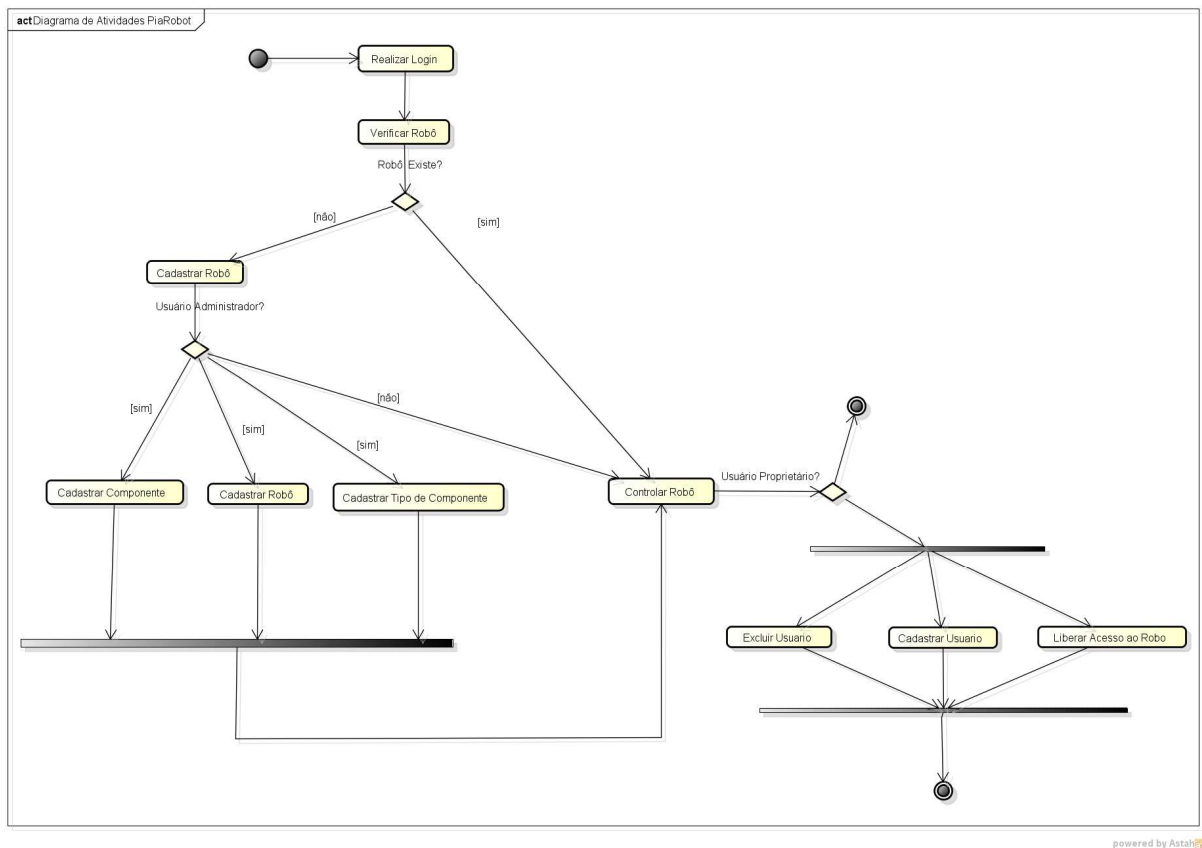 act Diagrama de Atividades PiaRobot
Realizar Login
Verificar Robô
Robô Existe?
[não]
[sim]
Cadastrar Robô
Usuário Administrador?
[não]
[sim]
[sim]
[sim]
Cadastrar Componente
Cadastrar Robô
Cadastrar Tipo de Componente
Controlar Robô
Usuário Proprietário?
Excluir Usuario
Cadastrar Usuario
Liberar Acesso ao Robo
powered by Astah